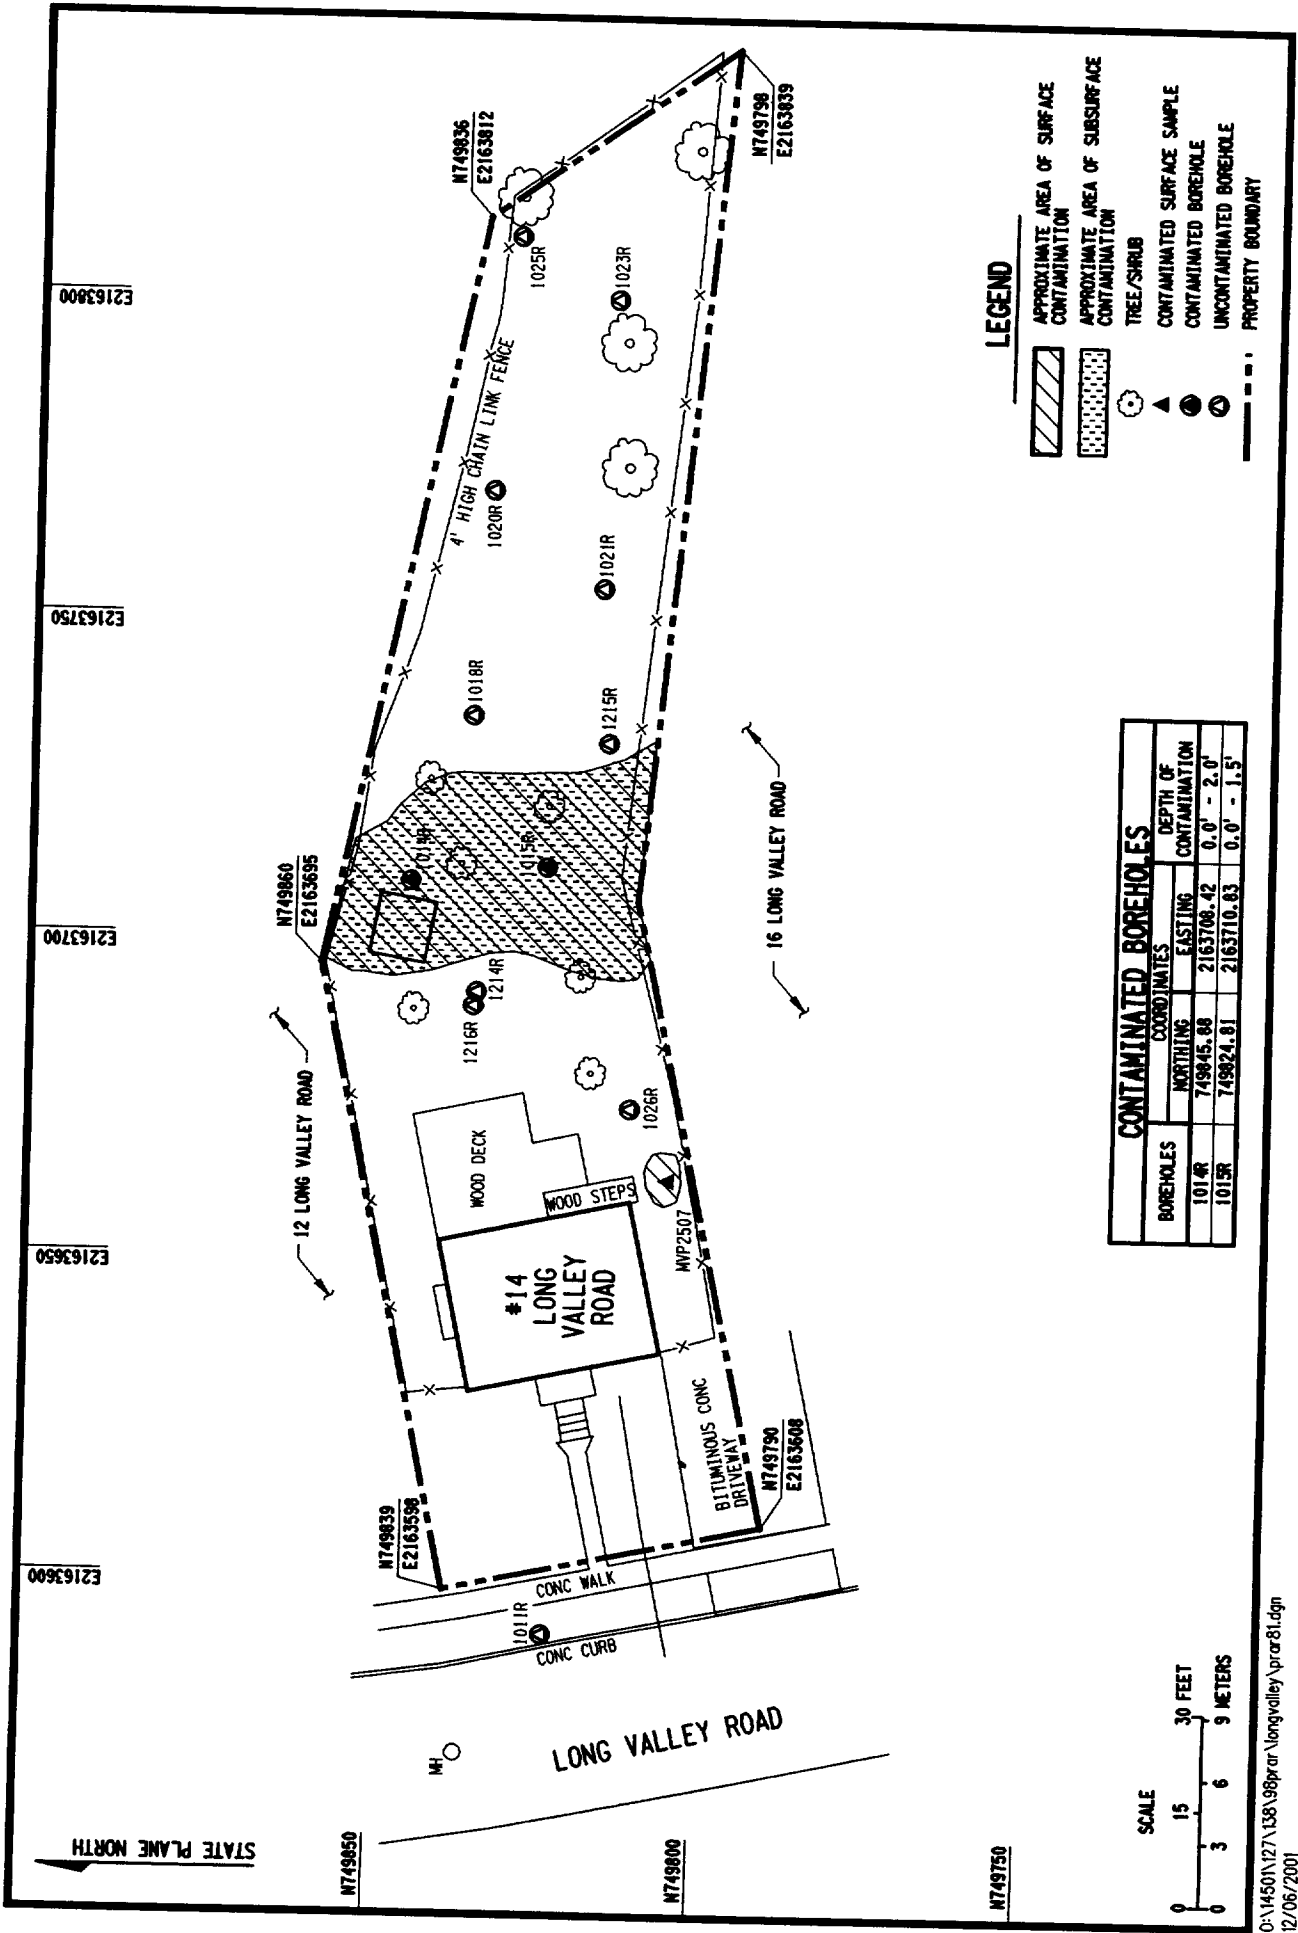 STATE PLANE NORTH
E2163600
E2163650
E2163700
E2163750
E2163800
N749850
N749800
N749750
N749839
E2163598
N749860
E2163695
N749836
E2163812
N749798
E2163839
N749790
E2163608
12 LONG VALLEY ROAD
16 LONG VALLEY ROAD
4' HIGH CHAIN LINK FENCE
MH
LONG VALLEY ROAD
CONC CURB
CONC WALK
1011R
BITUMINOUS CONC
DRIVEWAY
#14
LONG
VALLEY
ROAD
WOOD DECK
WOOD STEPS
MVP2507
1026R
1216R
1214R
1014R
1015R
1018R
1215R
1020R
1021R
1025R
1023R
LEGEND
APPROXIMATE AREA OF SURFACE
CONTAMINATION
APPROXIMATE AREA OF SUBSURFACE
CONTAMINATION
TREE/SHRUB
CONTAMINATED SURFACE SAMPLE
CONTAMINATED BOREHOLE
UNCONTAMINATED BOREHOLE
PROPERTY BOUNDARY
CONTAMINATED BOREHOLES
BOREHOLES COORDINATES DEPTH OF
NORTHING EASTING CONTAMINATION
1014R 749845.88 2163708.42 0.0' - 2.0'
1015R 749824.81 2163710.83 0.0' - 1.5'
SCALE
0 15 30 FEET
0 3 6 9 METERS
O:\14501\127\138\98prar\longvalley\prar81.dgn
12/06/2001